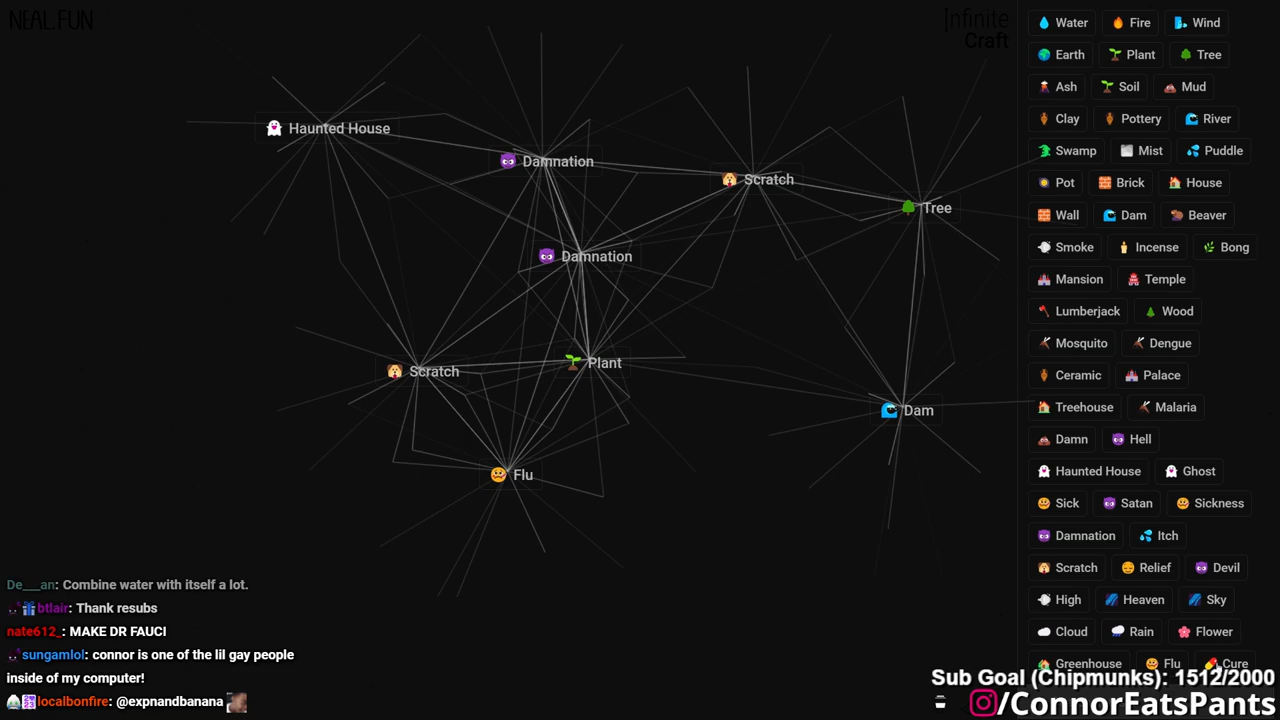 NEAL.FUN
Infinite
Craft
Haunted House
Damnation
Scratch
Tree
Damnation
Plant
Scratch
Dam
Flu
Water Fire Wind
Earth Plant Tree
Ash Soil Mud
Clay Pottery River
Swamp Mist Puddle
Pot Brick House
Wall Dam Beaver
Smoke Incense Bong
Mansion Temple
Lumberjack Wood
Mosquito Dengue
Ceramic Palace
Treehouse Malaria
Damn Hell
Haunted House Ghost
Sick Satan Sickness
Damnation Itch
Scratch Relief Devil
High Heaven Sky
Cloud Rain Flower
Greenhouse Flu Cure
De___an: Combine water with itself a lot.
btlair: Thank resubs
nate612_: MAKE DR FAUCI
sungamlol: connor is one of the lil gay people
inside of my computer!
localbonfire: @expnandbanana
Sub Goal (Chipmunks): 1512/2000
/ConnorEatsPants